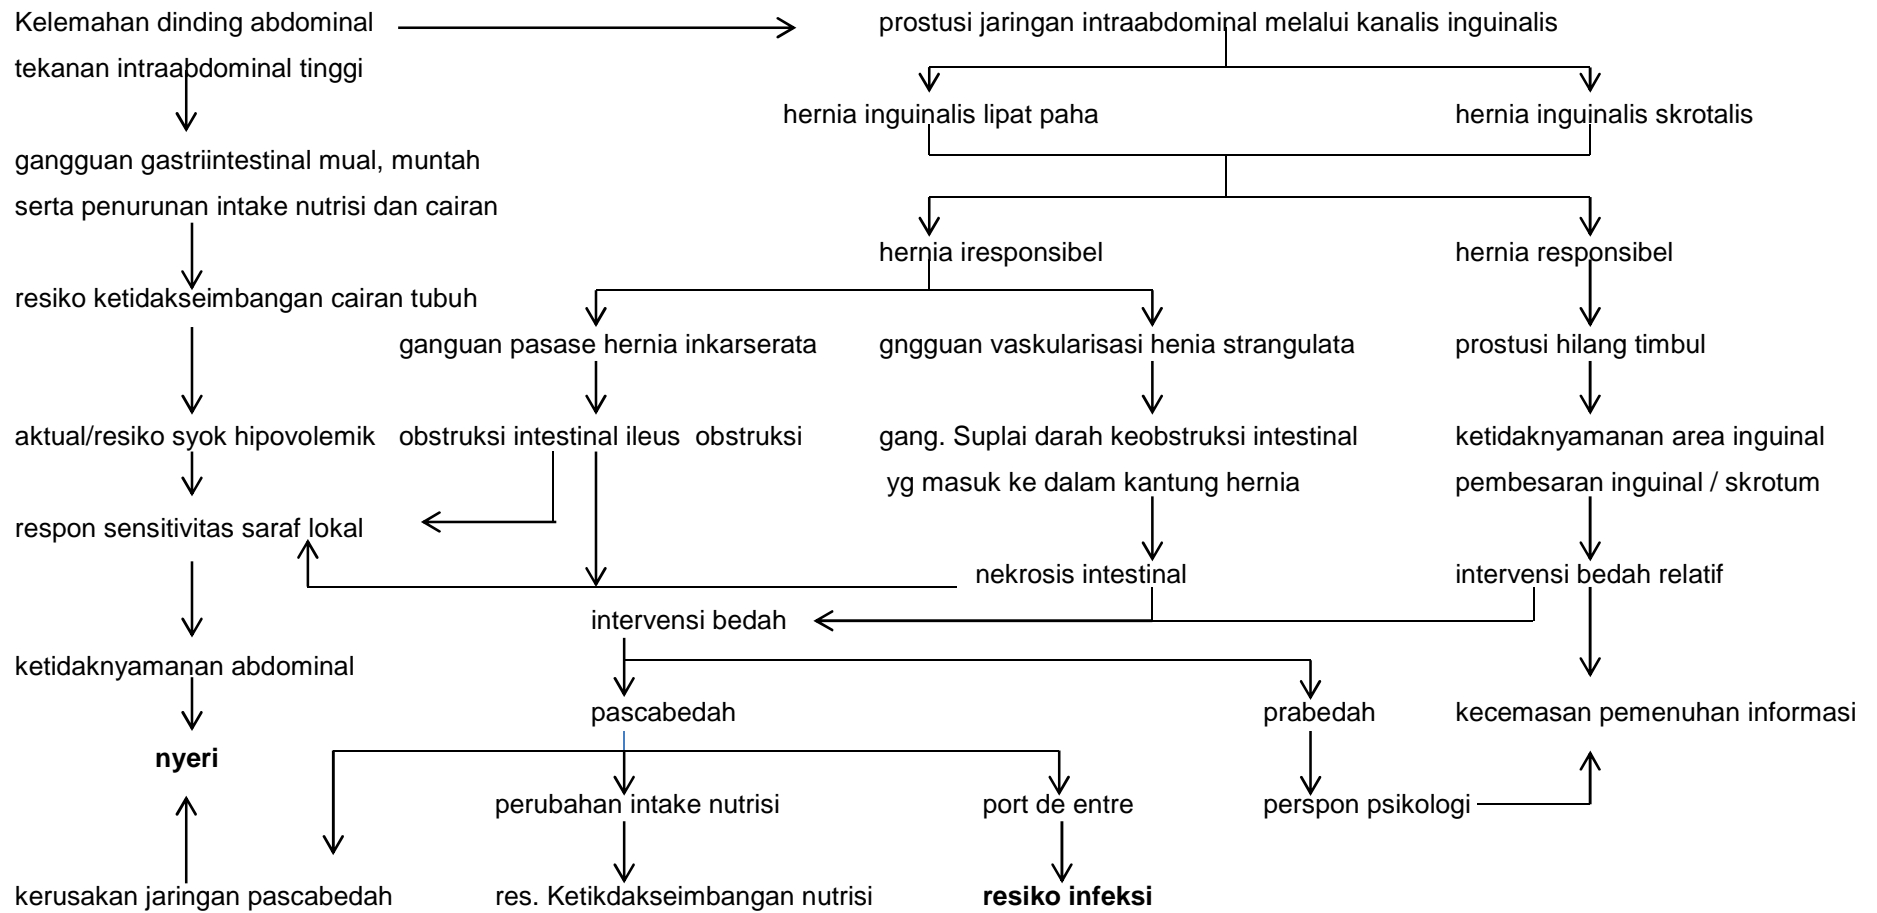 Kelemahan dinding abdominal
prostusi jaringan intraabdominal melalui kanalis inguinalis
tekanan intraabdominal tinggi
hernia inguinalis lipat paha
hernia inguinalis skrotalis
gangguan gastriintestinal mual, muntah
serta penurunan intake nutrisi dan cairan
hernia iresponsibel
hernia responsibel
resiko ketidakseimbangan cairan tubuh
ganguan pasase hernia inkarserata
gngguan vaskularisasi henia strangulata
prostusi hilang timbul
aktual/resiko syok hipovolemik
obstruksi intestinal ileus obstruksi
gang. Suplai darah keobstruksi intestinal
yg masuk ke dalam kantung hernia
ketidaknyamanan area inguinal
pembesaran inguinal / skrotum
respon sensitivitas saraf lokal
nekrosis intestinal
intervensi bedah relatif
intervensi bedah
ketidaknyamanan abdominal
pascabedah
prabedah
kecemasan pemenuhan informasi
nyeri
perubahan intake nutrisi
port de entre
perspon psikologi
kerusakan jaringan pascabedah
res. Ketikdakseimbangan nutrisi
resiko infeksi